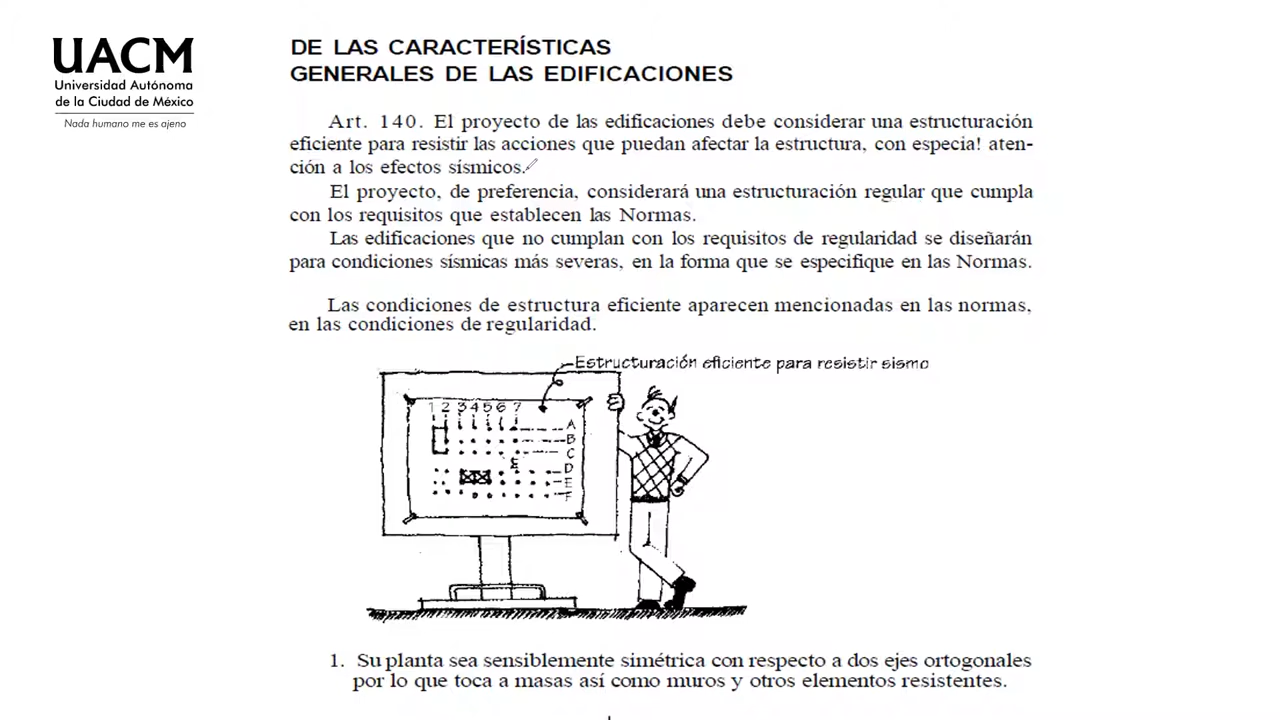 UACM
Universidad Autónoma
de la Ciudad de México
Nada humano me es ajeno
DE LAS CARACTERÍSTICAS
GENERALES DE LAS EDIFICACIONES
Art. 140. El proyecto de las edificaciones debe considerar una estructuración
eficiente para resistir las acciones que puedan afectar la estructura, con especia! aten-
ción a los efectos sísmicos.
El proyecto, de preferencia, considerará una estructuración regular que cumpla
con los requisitos que establecen las Normas.
Las edificaciones que no cumplan con los requisitos de regularidad se diseñarán
para condiciones sísmicas más severas, en la forma que se especifique en las Normas.
Las condiciones de estructura eficiente aparecen mencionadas en las normas,
en las condiciones de regularidad.
Estructuración eficiente para resistir sismo
1 2 3 4 5 6 7
A
B
C
D
E
F
1. Su planta sea sensiblemente simétrica con respecto a dos ejes ortogonales
por lo que toca a masas así como muros y otros elementos resistentes.